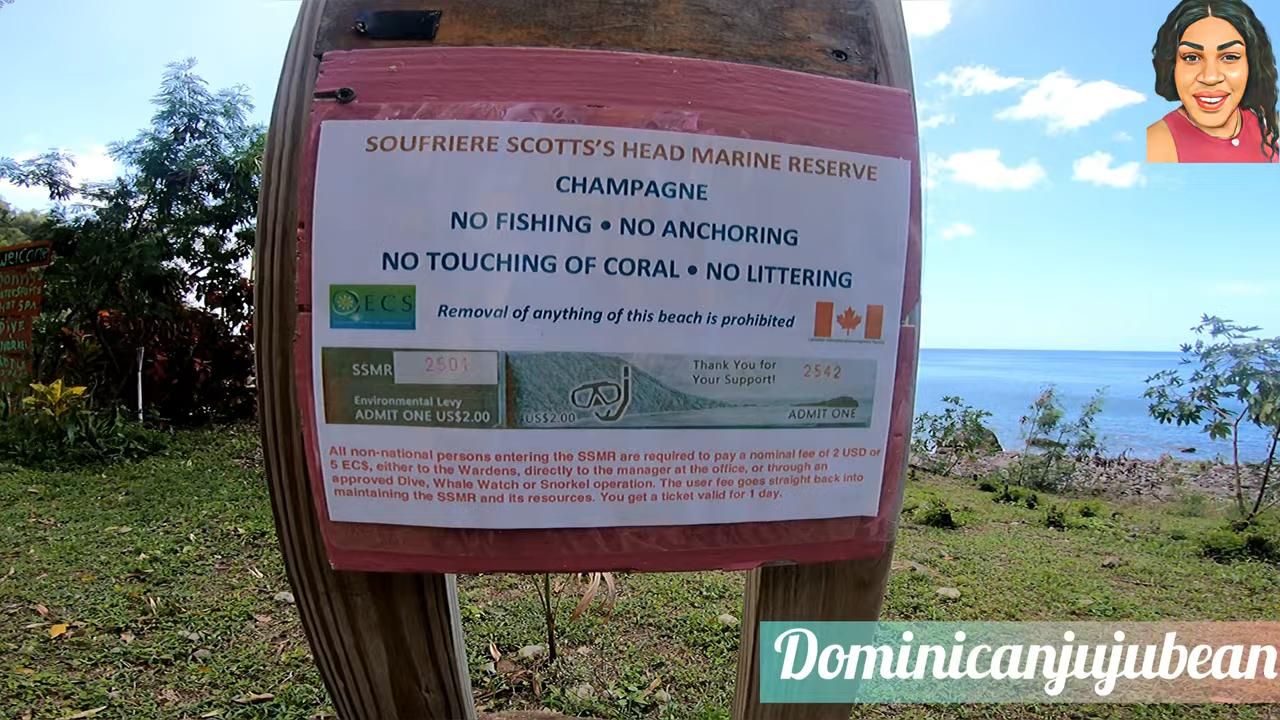 SOUFRIERE SCOTTS'S HEAD MARINE RESERVE
CHAMPAGNE
NO FISHING • NO ANCHORING
NO TOUCHING OF CORAL • NO LITTERING
OECS
Removal of anything of this beach is prohibited
SSMR 2501
Environmental Levy
ADMIT ONE US$2.00
Thank You for
Your Support!
2542
US$2.00
ADMIT ONE
All non-national persons entering the SSMR are required to pay a nominal fee of 2 USD or
5 EC$, either to the Wardens, directly to the manager at the office, or through an
approved Dive, Whale Watch or Snorkel operation. The user fee goes straight back into
maintaining the SSMR and its resources. You get a ticket valid for 1 day.
welcome
DIVE
Dominicanjujubean